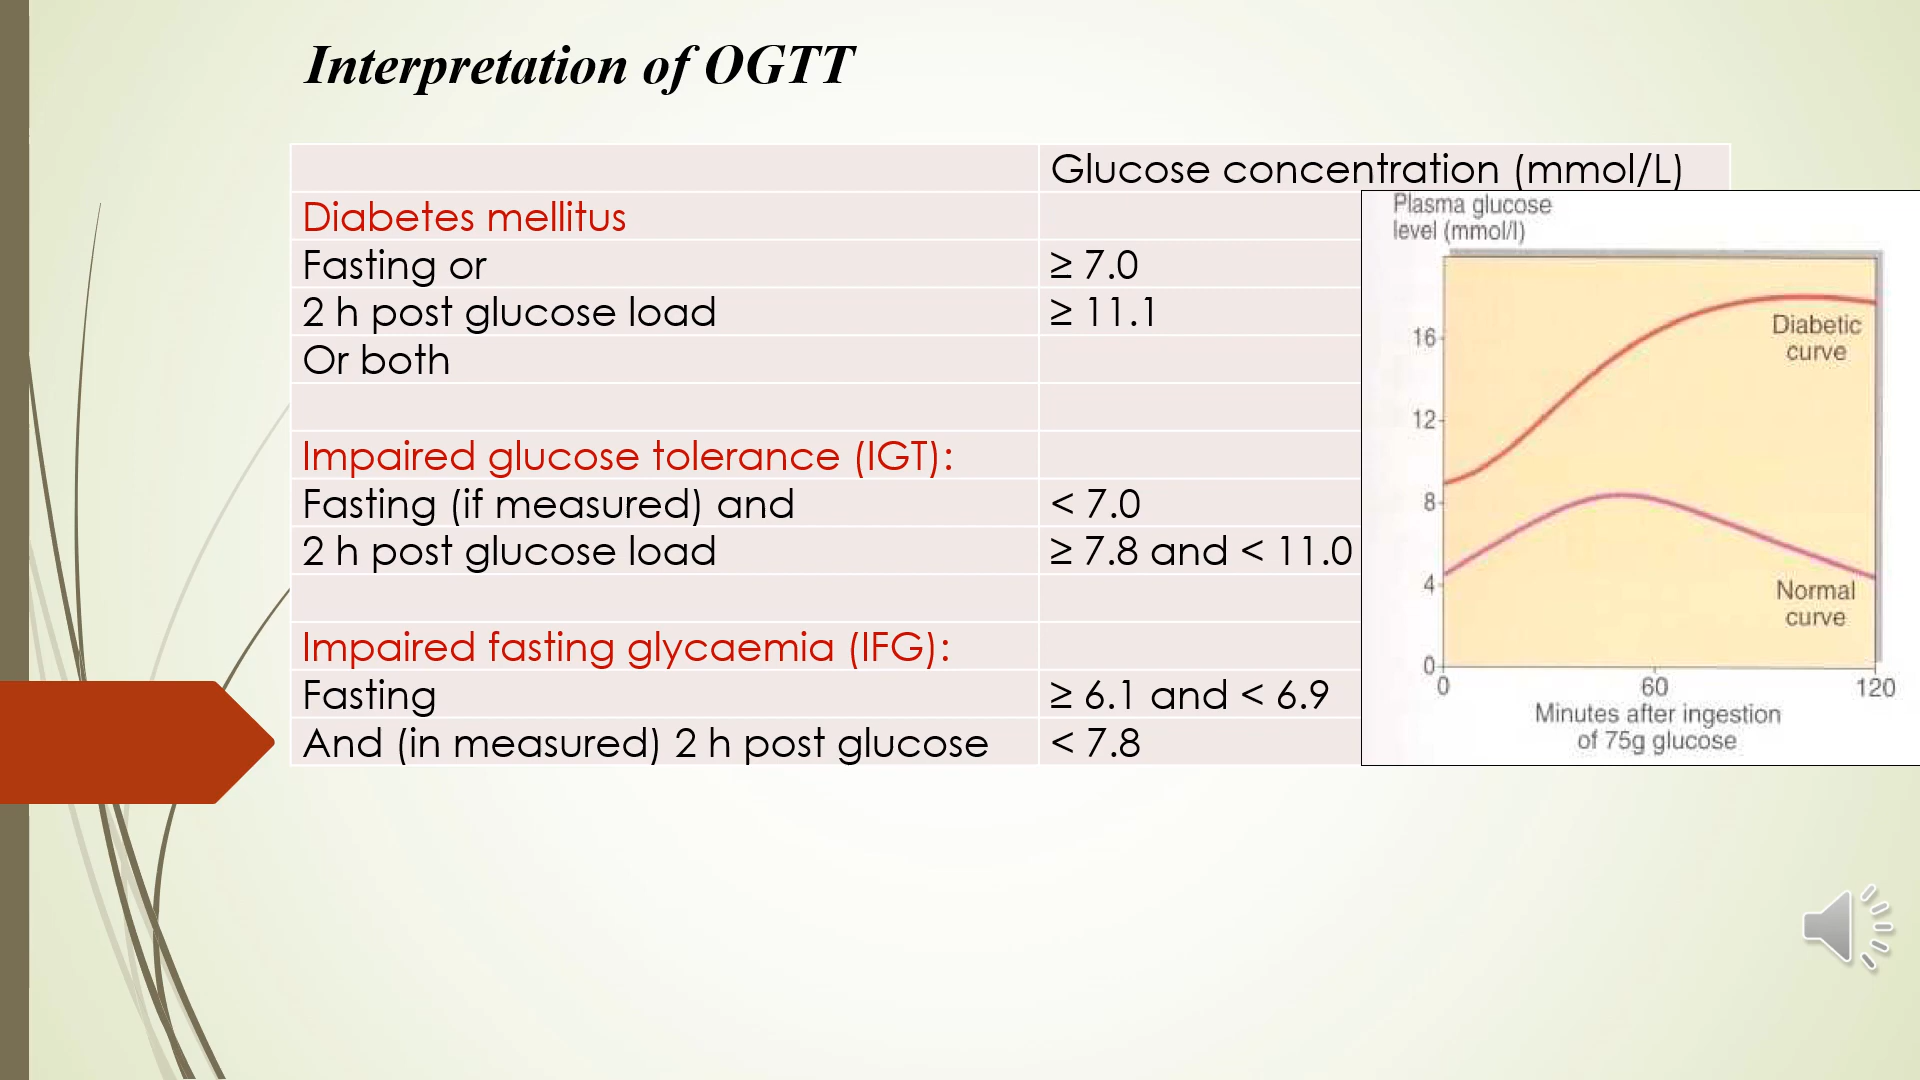 Interpretation of OGTT
Glucose concentration (mmol/L)
Diabetes mellitus
Fasting or ≥ 7.0
2 h post glucose load ≥ 11.1
Or both
Impaired glucose tolerance (IGT):
Fasting (if measured) and < 7.0
2 h post glucose load ≥ 7.8 and < 11.0
Impaired fasting glycaemia (IFG):
Fasting ≥ 6.1 and < 6.9
And (in measured) 2 h post glucose < 7.8
Plasma glucose
level (mmol/l)
16
12
8
4
0
Diabetic
curve
Normal
curve
0 60 120
Minutes after ingestion
of 75g glucose